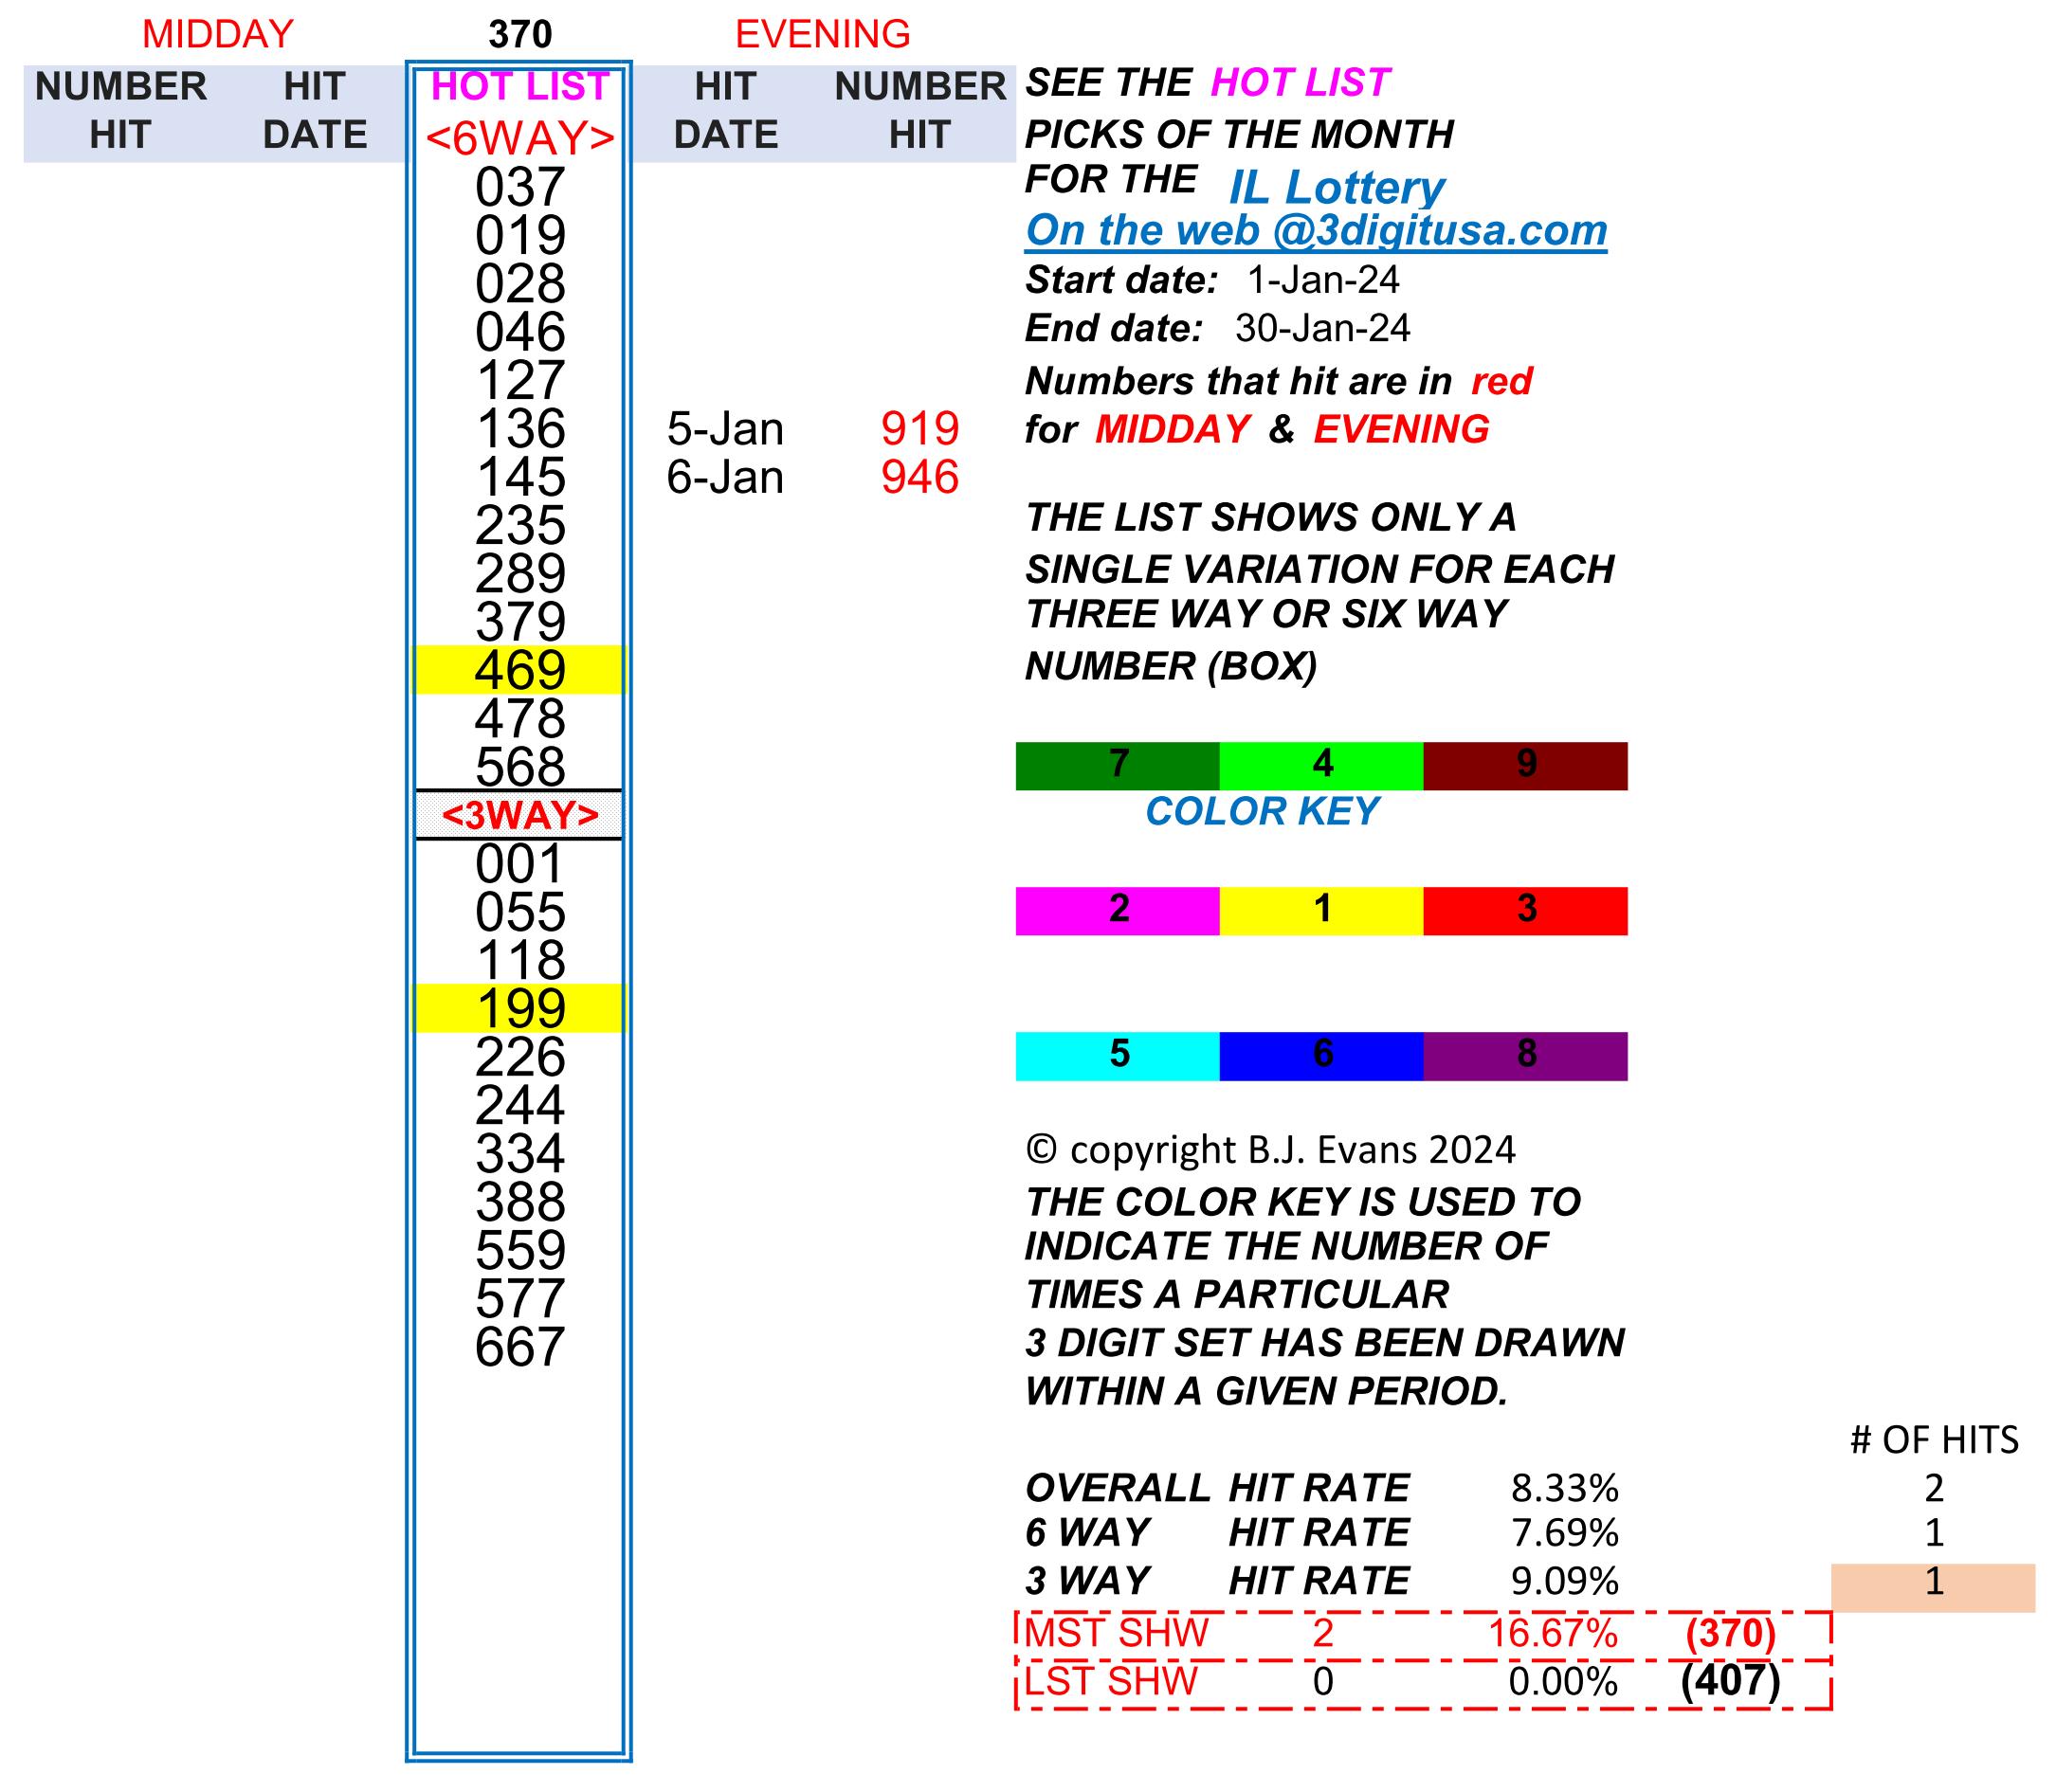 MIDDAY 370 EVENING
NUMBER HIT HOT LIST HIT NUMBER
HIT DATE <6WAY> DATE HIT
037
019
028
046
127
136 5-Jan 919
145 6-Jan 946
235
289
379
469
478
568
<3WAY>
001
055
118
199
226
244
334
388
559
577
667
SEE THE HOT LIST
PICKS OF THE MONTH
FOR THE IL Lottery
On the web @3digitusa.com
Start date: 1-Jan-24
End date: 30-Jan-24
Numbers that hit are in red
for MIDDAY & EVENING
THE LIST SHOWS ONLY A
SINGLE VARIATION FOR EACH
THREE WAY OR SIX WAY
NUMBER (BOX)
7 4 9
COLOR KEY
2 1 3
5 6 8
© copyright B.J. Evans 2024
THE COLOR KEY IS USED TO
INDICATE THE NUMBER OF
TIMES A PARTICULAR
3 DIGIT SET HAS BEEN DRAWN
WITHIN A GIVEN PERIOD.
# OF HITS
OVERALL HIT RATE 8.33% 2
6 WAY HIT RATE 7.69% 1
3 WAY HIT RATE 9.09% 1
MST SHW 2 16.67% (370)
LST SHW 0 0.00% (407)